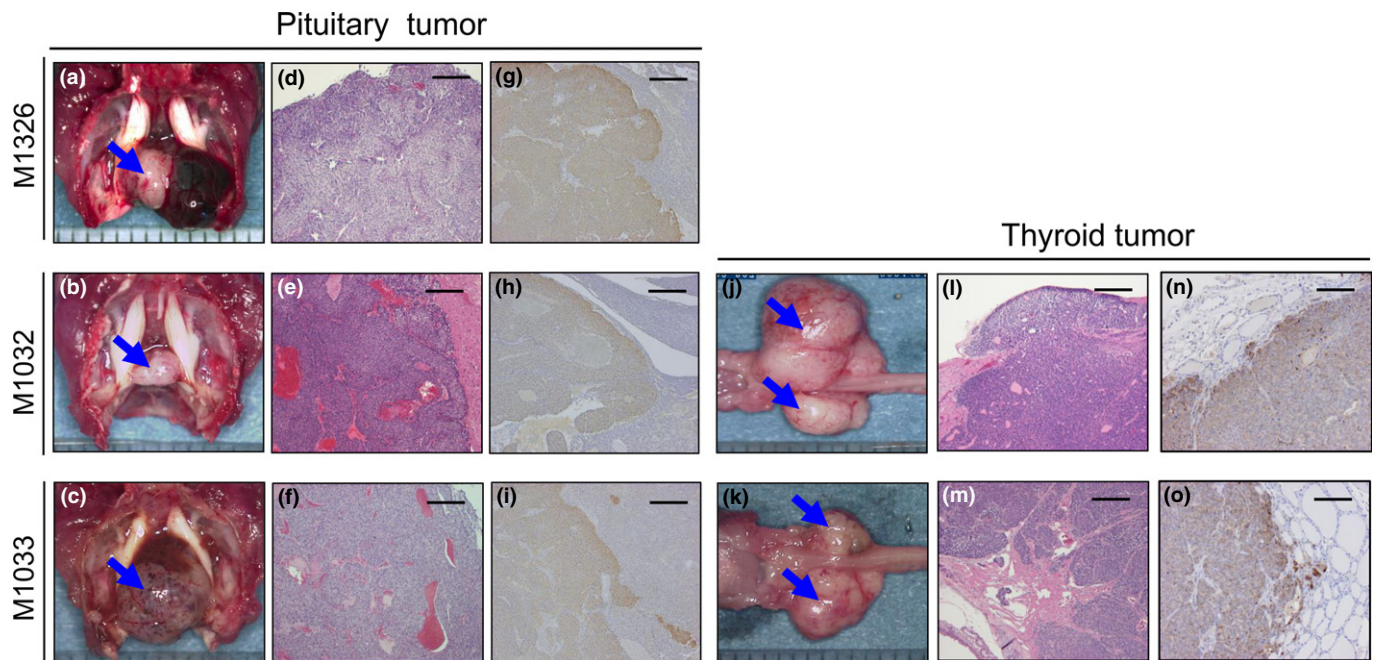 Pituitary tumor
M1326
(a)
(d)
(g)
Thyroid tumor
M1032
(b)
(e)
(h)
(j)
(l)
(n)
M1033
(c)
(f)
(i)
(k)
(m)
(o)